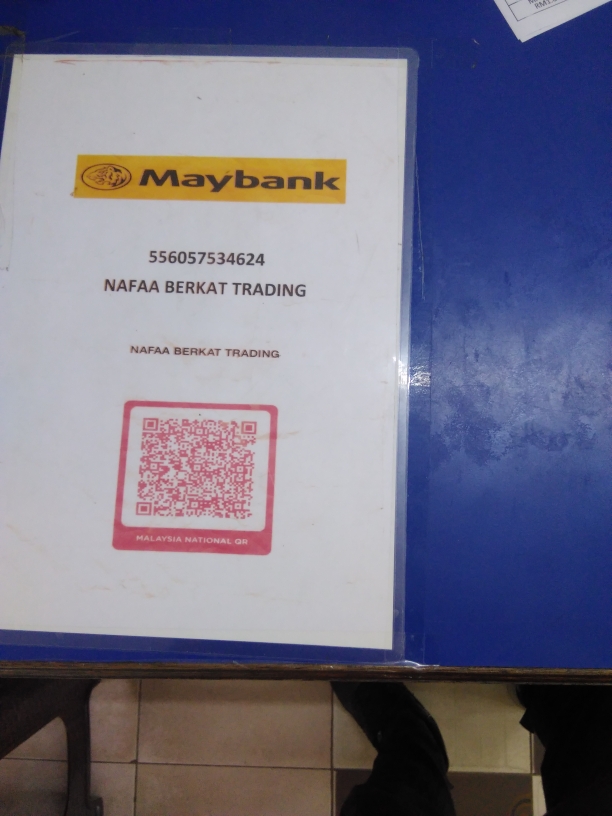 Maybank
556057534624
NAFAA BERKAT TRADING
NAFAA BERKAT TRADING
MALAYSIA NATIONAL QR